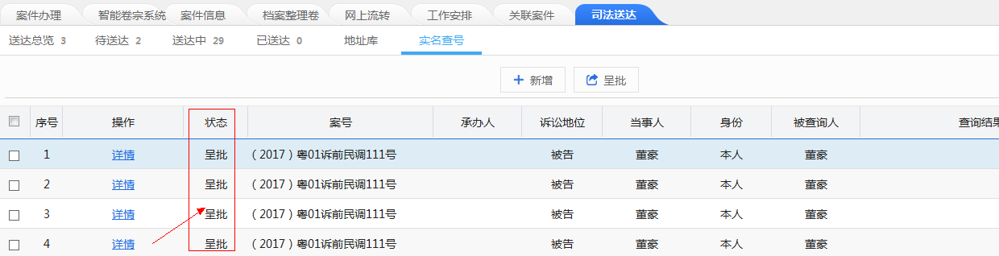 案件办理 智能卷宗系统 案件信息 档案整理卷 网上流转 工作安排 关联案件 司法送达
送达总览 3 待送达 2 送达中 29 已送达 0 地址库 实名查号
新增 呈批
序号 操作 状态 案号 承办人 诉讼地位 当事人 身份 被查询人 查询结果
1 详情 呈批 （2017）粤01诉前民调111号 被告 董豪 本人 董豪
2 详情 呈批 （2017）粤01诉前民调111号 被告 董豪 本人 董豪
3 详情 呈批 （2017）粤01诉前民调111号 被告 董豪 本人 董豪
4 详情 呈批 （2017）粤01诉前民调111号 被告 董豪 本人 董豪